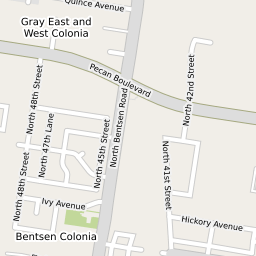 Quince Avenue
Gray East and
West Colonia
Pecan Boulevard
North 42nd Street
North 48th Street
North Bentsen Road
North 47th Lane
North 45th Street
North 41st Street
North 48th Street
Ivy Avenue
Hickory Avenue
Bentsen Colonia